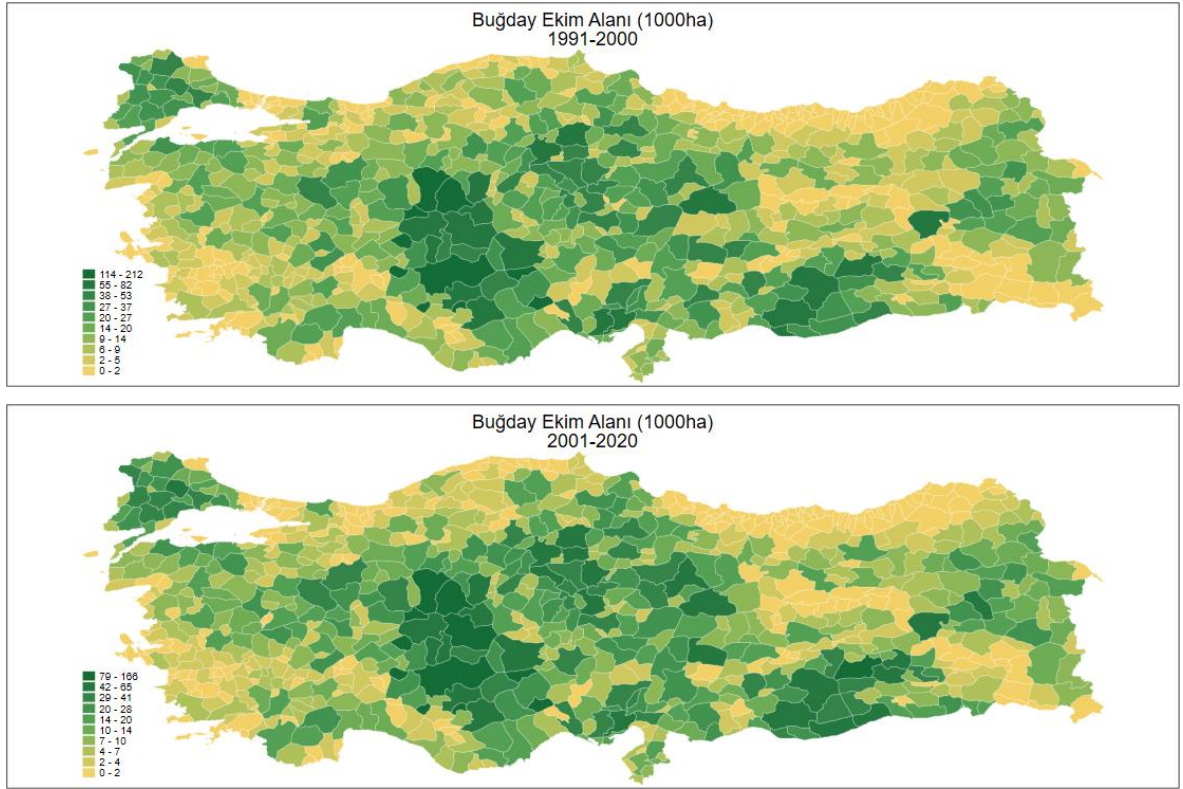 Buğday Ekim Alanı (1000ha)
1991-2000
114 - 212
55 - 82
38 - 53
27 - 37
20 - 27
14 - 20
9 - 14
6 - 9
2 - 5
0 - 2
Buğday Ekim Alanı (1000ha)
2001-2020
79 - 166
42 - 65
29 - 41
20 - 28
14 - 20
10 - 14
7 - 10
4 - 7
2 - 4
0 - 2